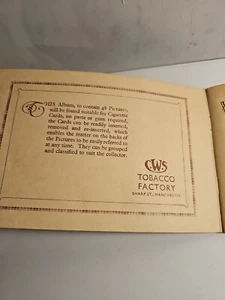 THIS Album, to contain 48 Pictures,
will be found suitable for Cigarette
Cards, no paste or gum required,
the Cards can be readily inserted,
removed and re-inserted, which
enables the matter on the backs of
the Pictures to be easily referred to
at any time. They can be grouped
and classified to suit the collector.
C.W.S
TOBACCO
FACTORY
SHARP ST., MANCHESTER